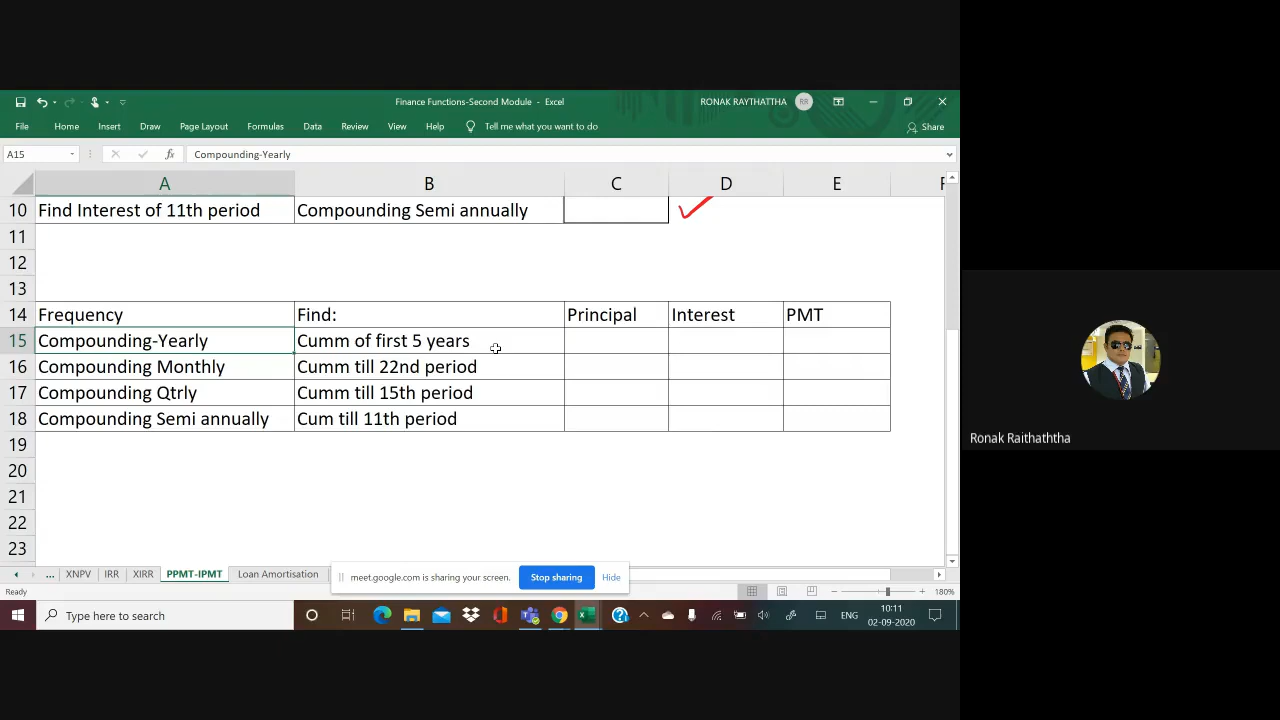 Finance Functions-Second Module - Excel
RONAK RAYTHATTHA RR
File Home Insert Draw Page Layout Formulas Data Review View Help Tell me what you want to do Share
A15 fx Compounding-Yearly
A B C D E F
10 Find Interest of 11th period Compounding Semi annually
11
12
13
14 Frequency Find: Principal Interest PMT
15 Compounding-Yearly Cumm of first 5 years
16 Compounding Monthly Cumm till 22nd period
17 Compounding Qtrly Cumm till 15th period
18 Compounding Semi annually Cum till 11th period
19
20
21
22
23
Ronak Raithaththa
... XNPV IRR XIRR PPMT-IPMT Loan Amortisation
meet.google.com is sharing your screen. Stop sharing Hide
Ready 180%
Type here to search ENG 10:11
02-09-2020